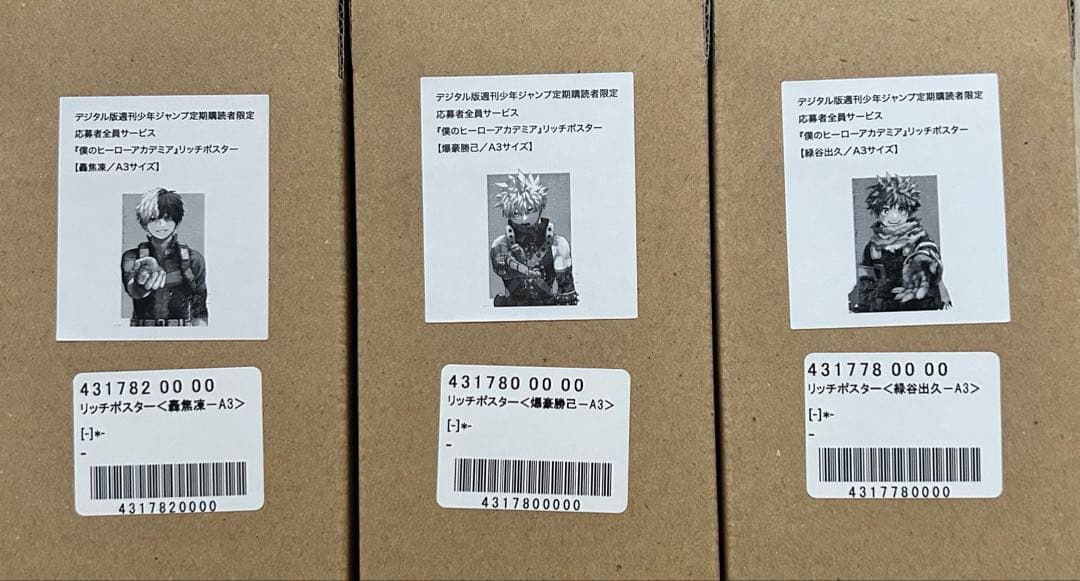 デジタル版週刊少年ジャンプ定期購読者限定
応募者全員サービス
『僕のヒーローアカデミア』リッチポスター
【轟焦凍／A3サイズ】
431782 00 00
リッチポスター＜轟焦凍－A3＞
[-]*-
-
4317820000
デジタル版週刊少年ジャンプ定期購読者限定
応募者全員サービス
『僕のヒーローアカデミア』リッチポスター
【爆豪勝己／A3サイズ】
431780 00 00
リッチポスター＜爆豪勝己－A3＞
[-]*-
-
4317800000
デジタル版週刊少年ジャンプ定期購読者限定
応募者全員サービス
『僕のヒーローアカデミア』リッチポスター
【緑谷出久／A3サイズ】
431778 00 00
リッチポスター＜緑谷出久－A3＞
[-]*-
-
4317780000